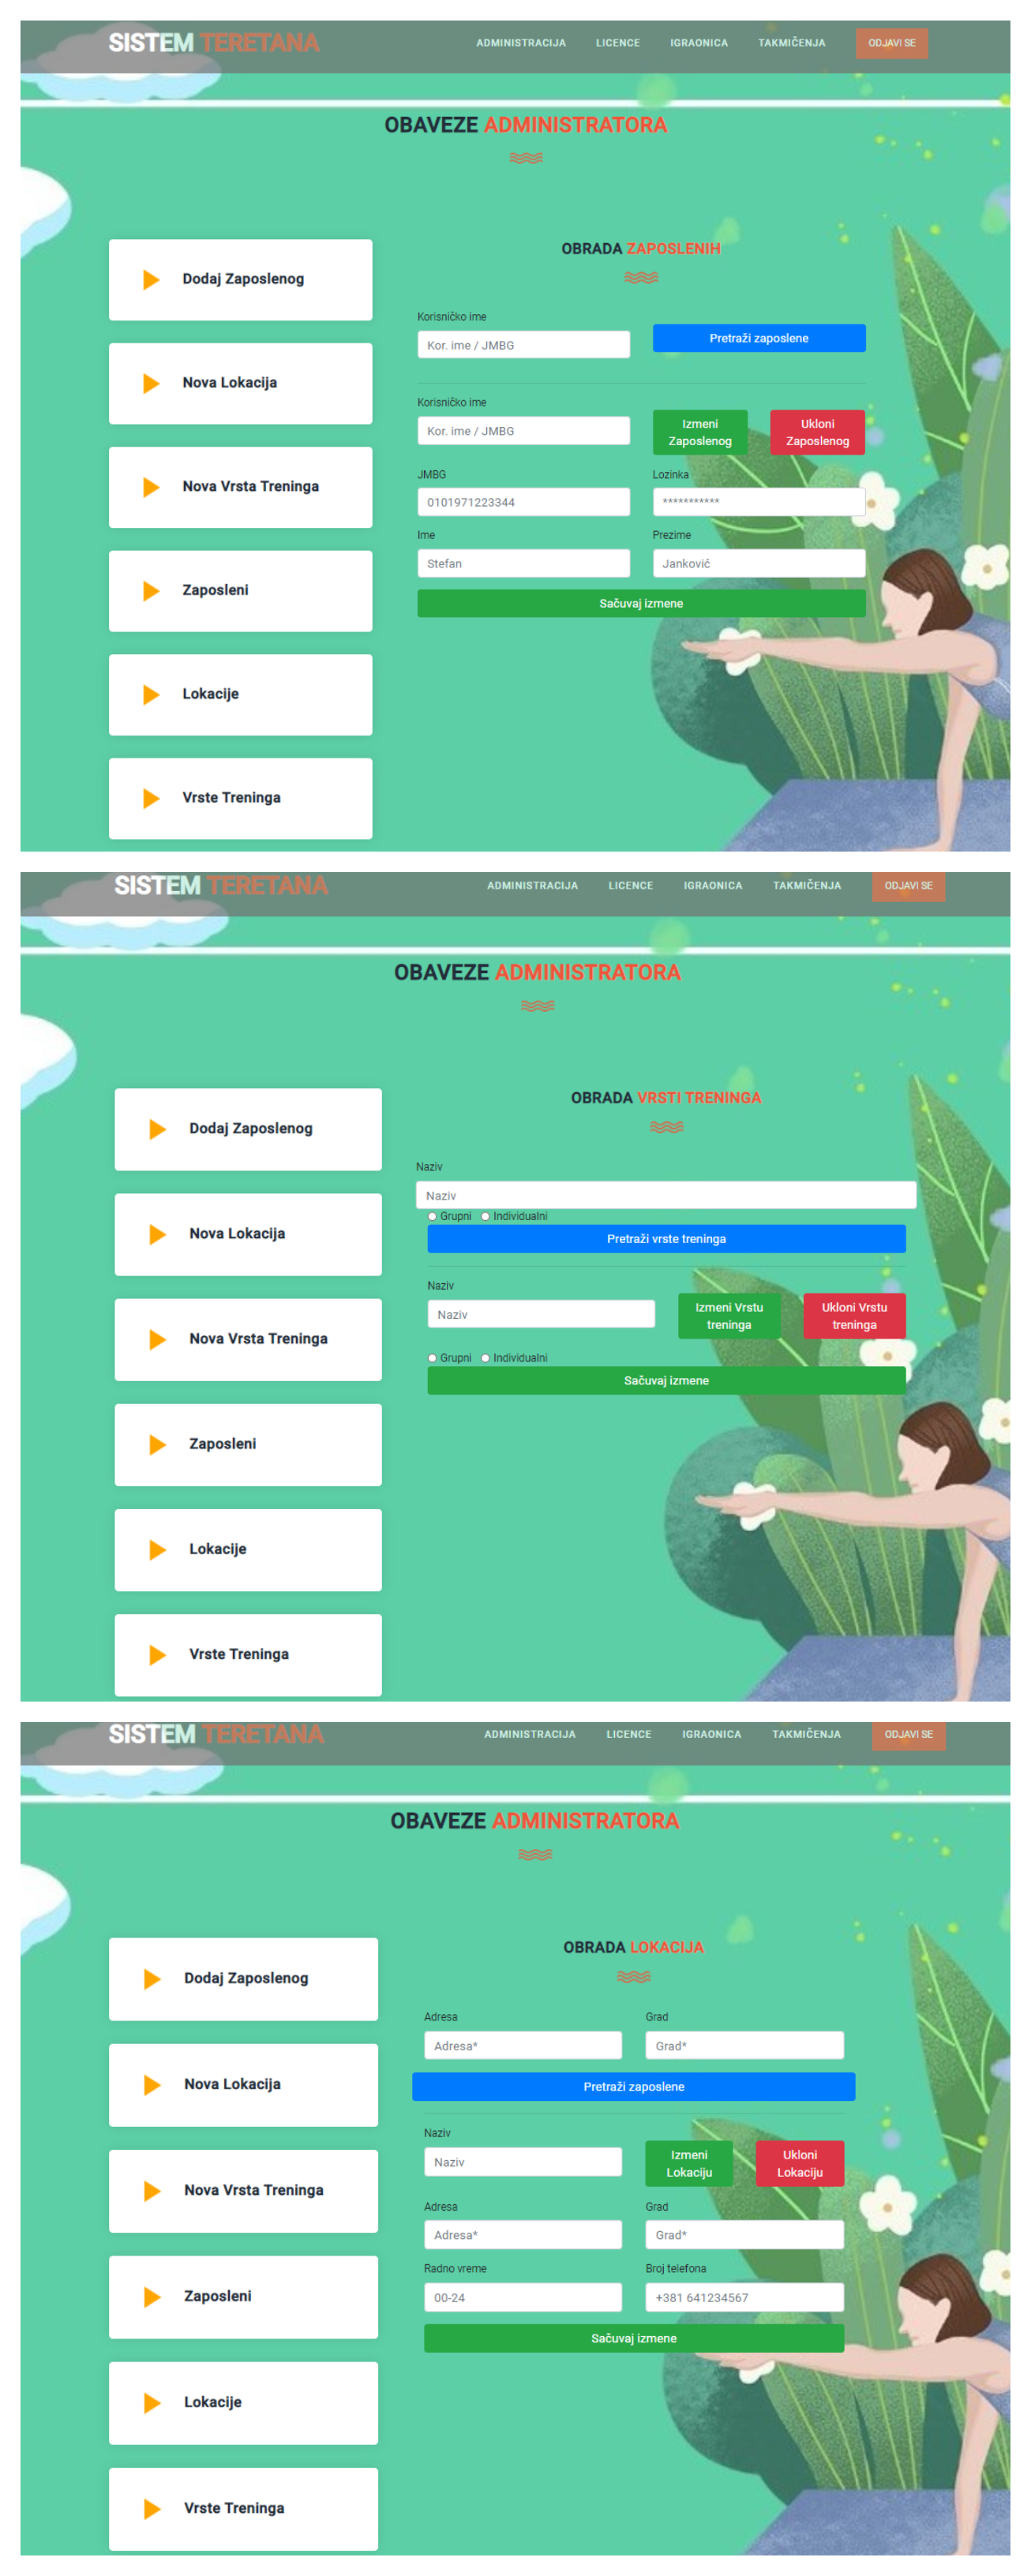 SISTEM TERETANA
ADMINISTRACIJA LICENCE IGRAONICA TAKMIČENJA ODJAVI SE
OBAVEZE ADMINISTRATORA
Dodaj Zaposlenog
Nova Lokacija
Nova Vrsta Treninga
Zaposleni
Lokacije
Vrste Treninga
OBRADA ZAPOSLENIH
Korisničko ime
Kor. ime / JMBG
Pretraži zaposlene
Korisničko ime
Kor. ime / JMBG
Izmeni
Zaposlenog
Ukloni
Zaposlenog
JMBG Lozinka
0101971223344 ***********
Ime Prezime
Stefan Janković
Sačuvaj izmene
SISTEM TERETANA
ADMINISTRACIJA LICENCE IGRAONICA TAKMIČENJA ODJAVI SE
OBAVEZE ADMINISTRATORA
Dodaj Zaposlenog
Nova Lokacija
Nova Vrsta Treninga
Zaposleni
Lokacije
Vrste Treninga
OBRADA VRSTI TRENINGA
Naziv
Naziv
Grupni Individualni
Pretraži vrste treninga
Naziv
Naziv
Izmeni Vrstu
treninga
Ukloni Vrstu
treninga
Grupni Individualni
Sačuvaj izmene
SISTEM TERETANA
ADMINISTRACIJA LICENCE IGRAONICA TAKMIČENJA ODJAVI SE
OBAVEZE ADMINISTRATORA
Dodaj Zaposlenog
Nova Lokacija
Nova Vrsta Treninga
Zaposleni
Lokacije
Vrste Treninga
OBRADA LOKACIJA
Adresa Grad
Adresa* Grad*
Pretraži zaposlene
Naziv
Naziv
Izmeni
Lokaciju
Ukloni
Lokaciju
Adresa Grad
Adresa* Grad*
Radno vreme Broj telefona
00-24 +381 641234567
Sačuvaj izmene